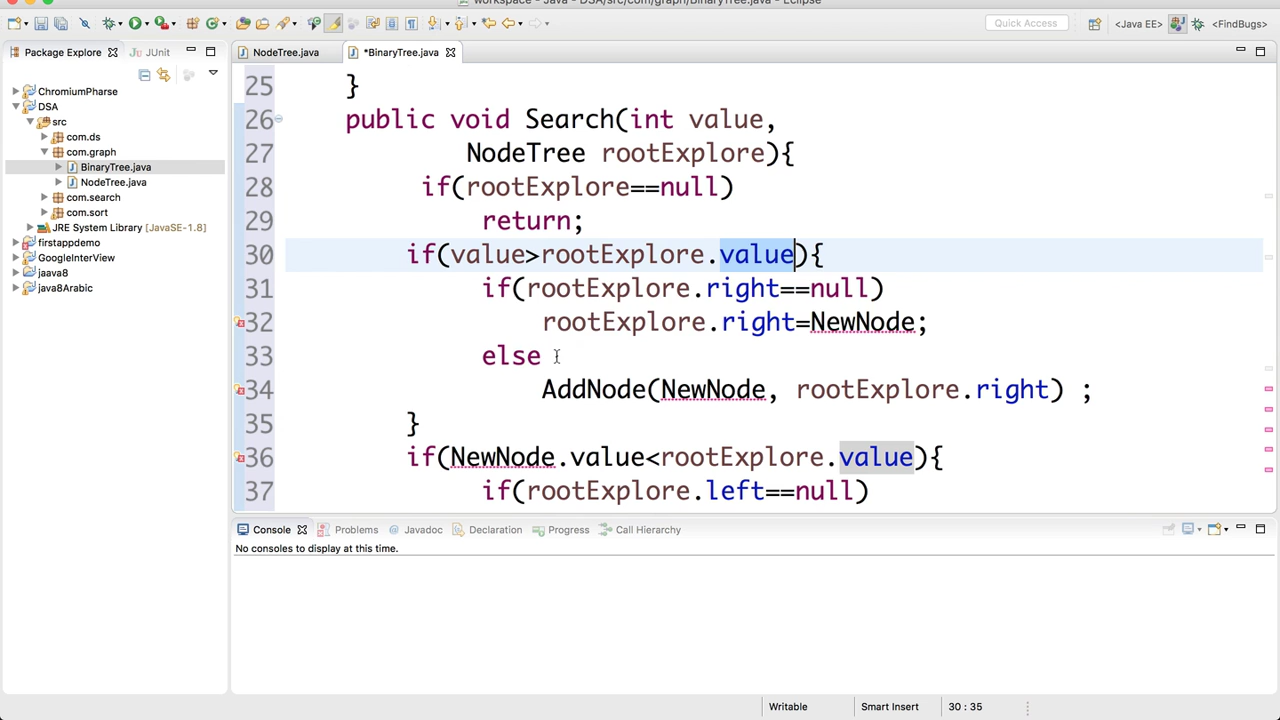 workspace - Java - DSA/src/com/graph/BinaryTree.java - Eclipse
Quick Access
<Java EE>
<FindBugs>
Package Explorer
JUnit
ChromiumPharse
DSA
src
com.ds
com.graph
BinaryTree.java
NodeTree.java
com.search
com.sort
JRE System Library [JavaSE-1.8]
firstappdemo
GoogleInterView
jaava8
java8Arabic
NodeTree.java
*BinaryTree.java
25 }
26 public void Search(int value,
27 NodeTree rootExplore){
28 if(rootExplore==null)
29 return;
30 if(value>rootExplore.value){
31 if(rootExplore.right==null)
32 rootExplore.right=NewNode;
33 else
34 AddNode(NewNode, rootExplore.right) ;
35 }
36 if(NewNode.value<rootExplore.value){
37 if(rootExplore.left==null)
Console
Problems
Javadoc
Declaration
Progress
Call Hierarchy
No consoles to display at this time.
Writable
Smart Insert
30 : 35